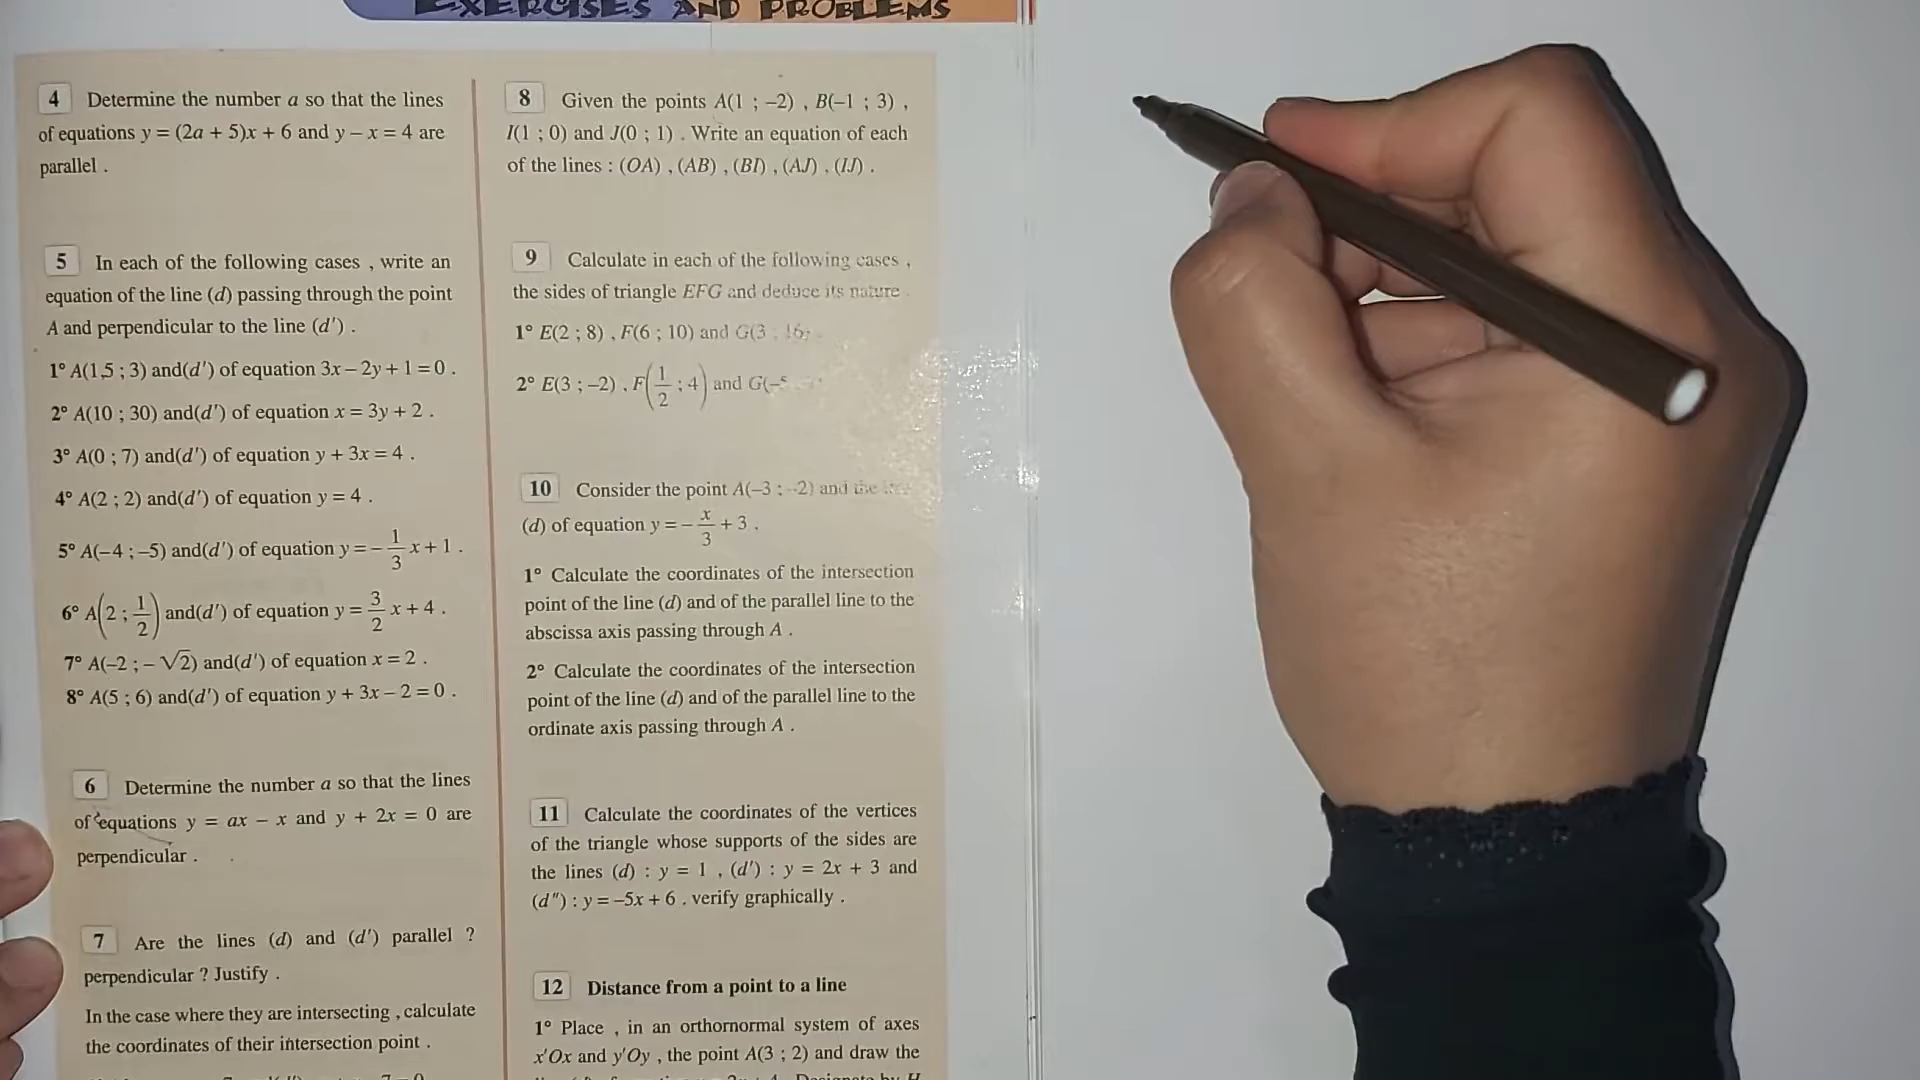 EXERCISES AND PROBLEMS
4 Determine the number a so that the lines
of equations y = (2a + 5)x + 6 and y – x = 4 are
parallel .
5 In each of the following cases , write an
equation of the line (d) passing through the point
A and perpendicular to the line (d') .
1° A(1,5 ; 3) and(d') of equation 3x – 2y + 1 = 0 .
2° A(10 ; 30) and(d') of equation x = 3y + 2 .
3° A(0 ; 7) and(d') of equation y + 3x = 4 .
4° A(2 ; 2) and(d') of equation y = 4 .
5° A(–4 ; –5) and(d') of equation y = – 1/3 x + 1 .
6° A(2 ; 1/2) and(d') of equation y = 3/2 x + 4 .
7° A(–2 ; – √2) and(d') of equation x = 2 .
8° A(5 ; 6) and(d') of equation y + 3x – 2 = 0 .
6 Determine the number a so that the lines
of equations y = ax – x and y + 2x = 0 are
perpendicular .
7 Are the lines (d) and (d') parallel ?
perpendicular ? Justify .
In the case where they are intersecting , calculate
the coordinates of their intersection point .
8 Given the points A(1 ; –2) , B(–1 ; 3) ,
I(1 ; 0) and J(0 ; 1) . Write an equation of each
of the lines : (OA) , (AB) , (BI) , (AJ) , (IJ) .
9 Calculate in each of the following cases ,
the sides of triangle EFG and deduce its nature .
1° E(2 ; 8) , F(6 ; 10) and G(3 ; 16)
2° E(3 ; –2) , F(1/2 ; 4) and G(–5
10 Consider the point A(–3 ; –2) and the
(d) of equation y = – x/3 + 3 .
1° Calculate the coordinates of the intersection
point of the line (d) and of the parallel line to the
abscissa axis passing through A .
2° Calculate the coordinates of the intersection
point of the line (d) and of the parallel line to the
ordinate axis passing through A .
11 Calculate the coordinates of the vertices
of the triangle whose supports of the sides are
the lines (d) : y = 1 , (d') : y = 2x + 3 and
(d") : y = –5x + 6 . verify graphically .
12 Distance from a point to a line
1° Place , in an orthornormal system of axes
x'Ox and y'Oy , the point A(3 ; 2) and draw the